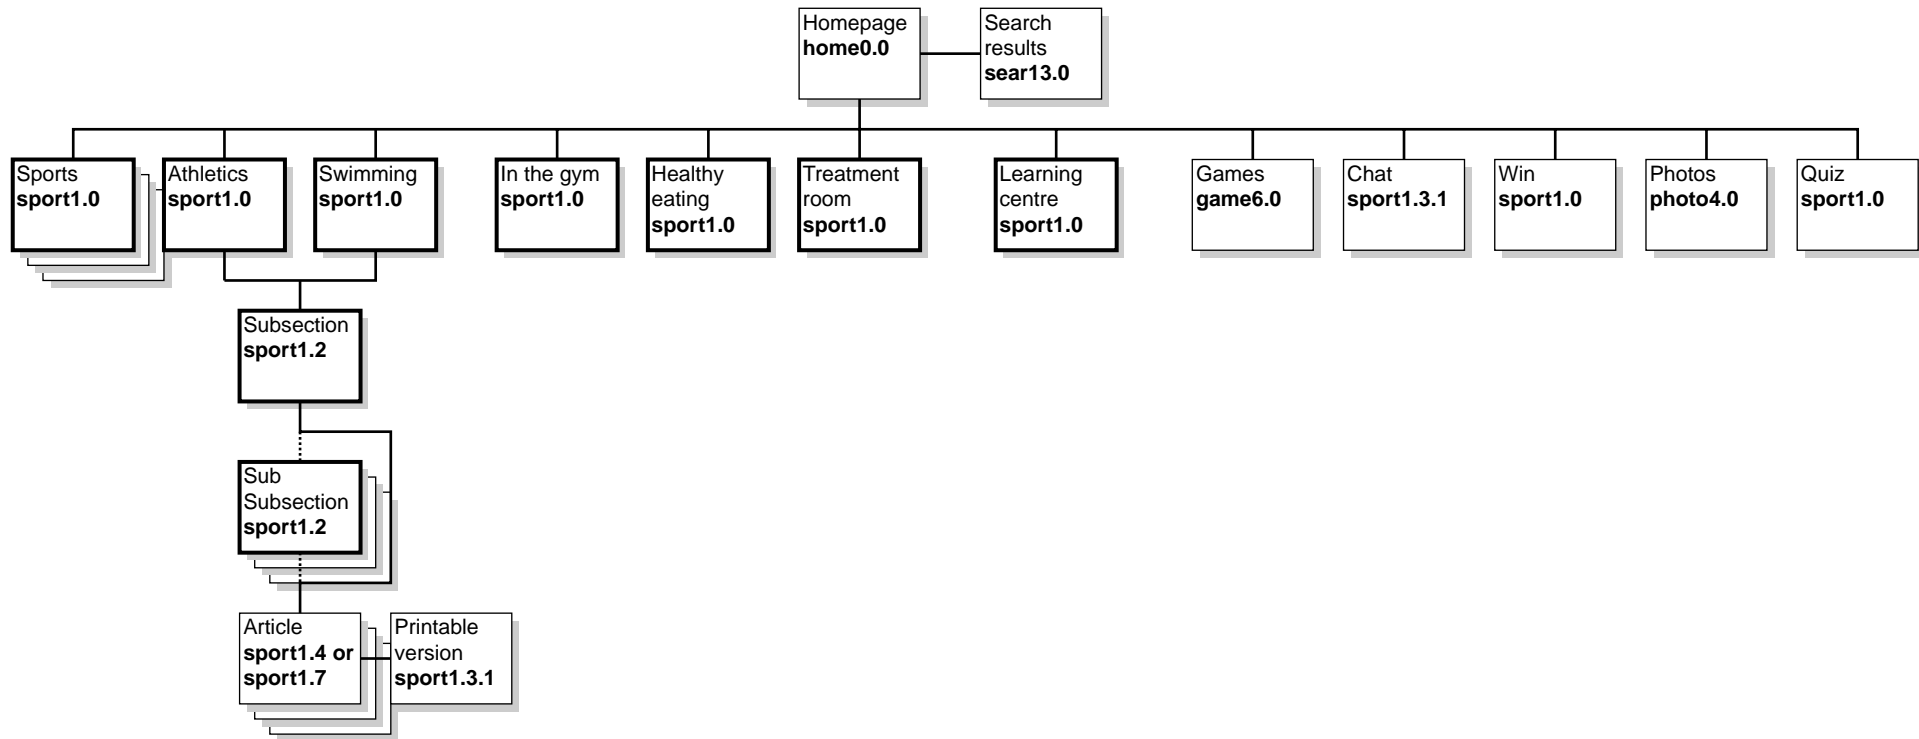 Homepage
home0.0
Search
results
sear13.0
Sports
sport1.0
Athletics
sport1.0
Swimming
sport1.0
In the gym
sport1.0
Healthy
eating
sport1.0
Treatment
room
sport1.0
Learning
centre
sport1.0
Games
game6.0
Chat
sport1.3.1
Win
sport1.0
Photos
photo4.0
Quiz
sport1.0
Subsection
sport1.2
Sub
Subsection
sport1.2
Article
sport1.4 or
sport1.7
Printable
version
sport1.3.1